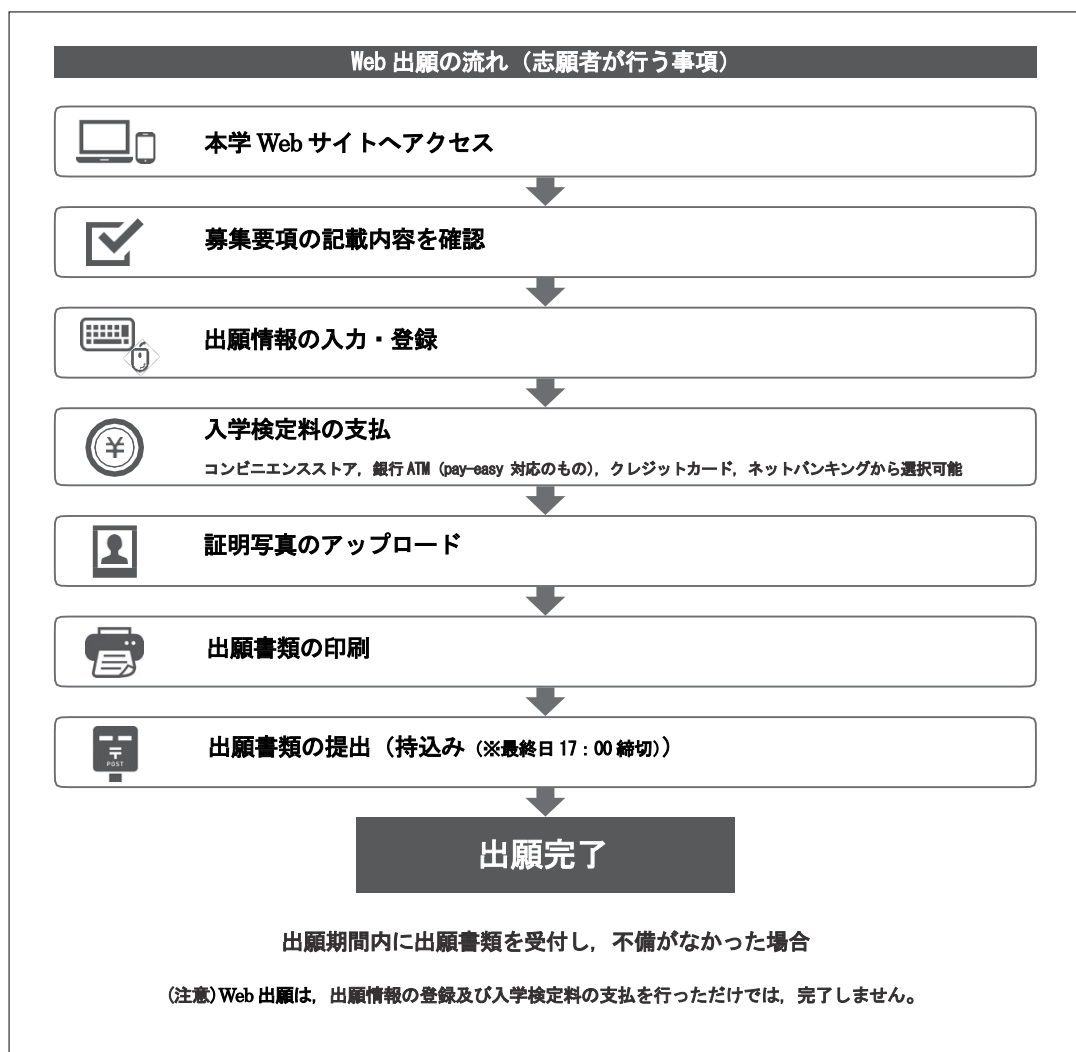 Web 出願の流れ（志願者が行う事項）
本学 Web サイトへアクセス
募集要項の記載内容を確認
出願情報の入力・登録
¥
入学検定料の支払
コンビニエンスストア，銀行 ATM（pay-easy 対応のもの），クレジットカード，ネットバンキングから選択可能
証明写真のアップロード
出願書類の印刷
〒
POST
出願書類の提出（持込み（※最終日 17：00 締切））
出願完了
出願期間内に出願書類を受付し，不備がなかった場合
(注意)Web 出願は，出願情報の登録及び入学検定料の支払を行っただけでは，完了しません。